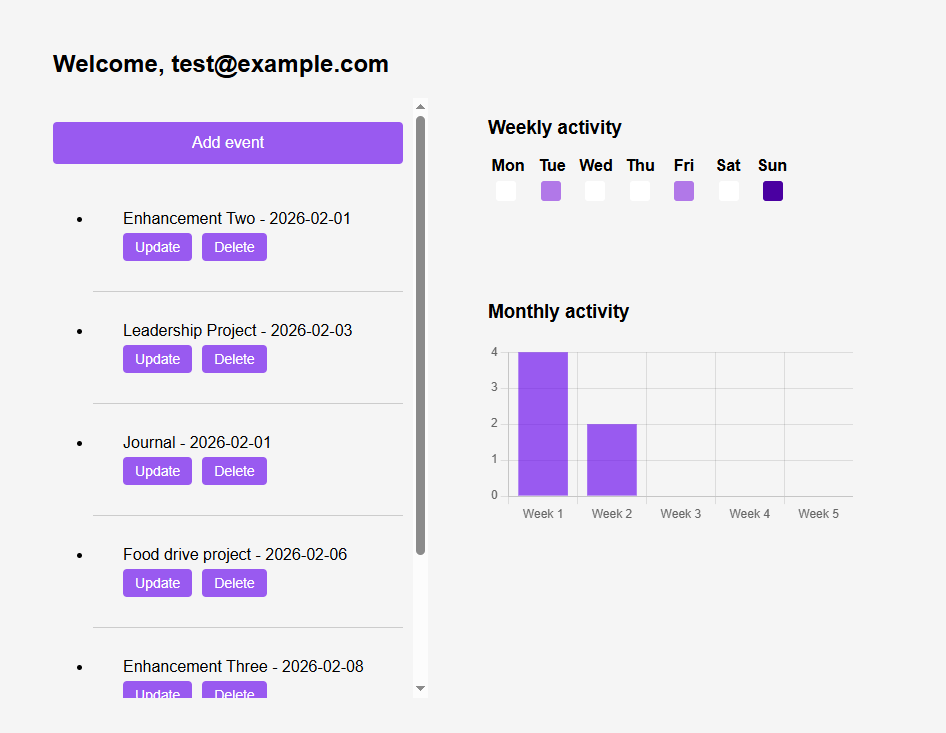 Welcome, test@example.com
Add event
Enhancement Two - 2026-02-01
Update Delete
Leadership Project - 2026-02-03
Update Delete
Journal - 2026-02-01
Update Delete
Food drive project - 2026-02-06
Update Delete
Enhancement Three - 2026-02-08
Update Delete
Weekly activity
Mon Tue Wed Thu Fri Sat Sun
Monthly activity
4
3
2
1
0
Week 1 Week 2 Week 3 Week 4 Week 5